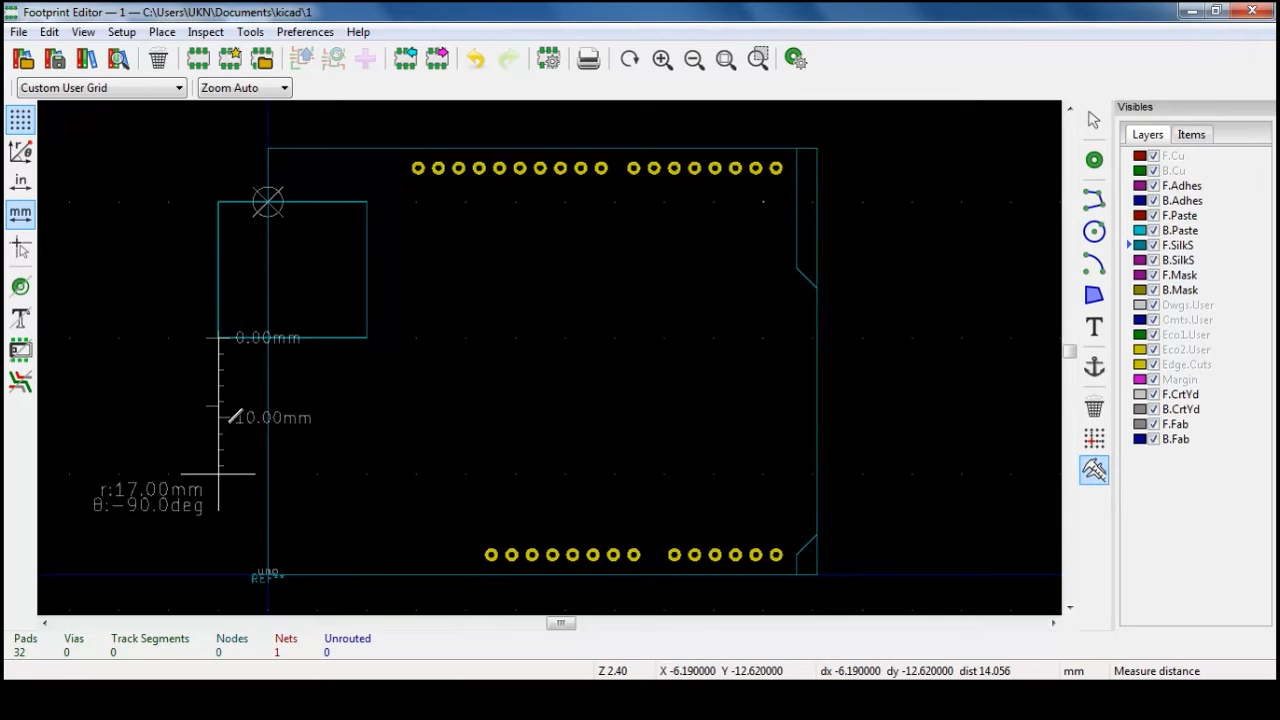 Footprint Editor — 1 — C:\Users\UKN\Documents\kicad\1
File Edit View Setup Place Inspect Tools Preferences Help
Custom User Grid Zoom Auto
Visibles
Layers Items
in
mm
F.Cu
B.Cu
F.Adhes
B.Adhes
F.Paste
B.Paste
F.SilkS
B.SilkS
F.Mask
B.Mask
Dwgs.User
Cmts.User
Eco1.User
Eco2.User
Edge.Cuts
Margin
F.CrtYd
B.CrtYd
F.Fab
B.Fab
T
0.00mm
10.00mm
r:17.00mm
θ:-90.0deg
uno
REF**
Pads Vias Track Segments Nodes Nets Unrouted
32 0 0 0 1 0
Z 2.40 X -6.190000 Y -12.620000 dx -6.190000 dy -12.620000 dist 14.056 mm Measure distance